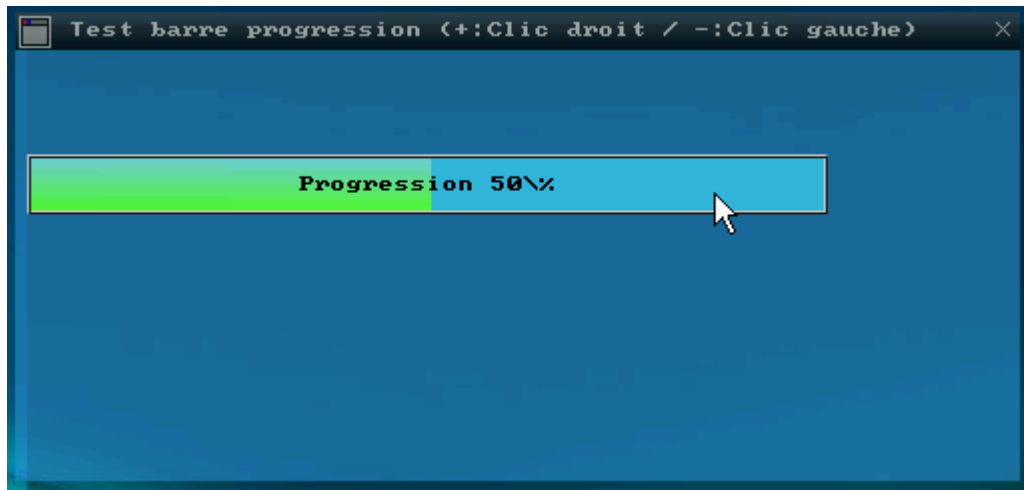 Test barre progression (+:Clic droit / -:Clic gauche)
Progression 50\%